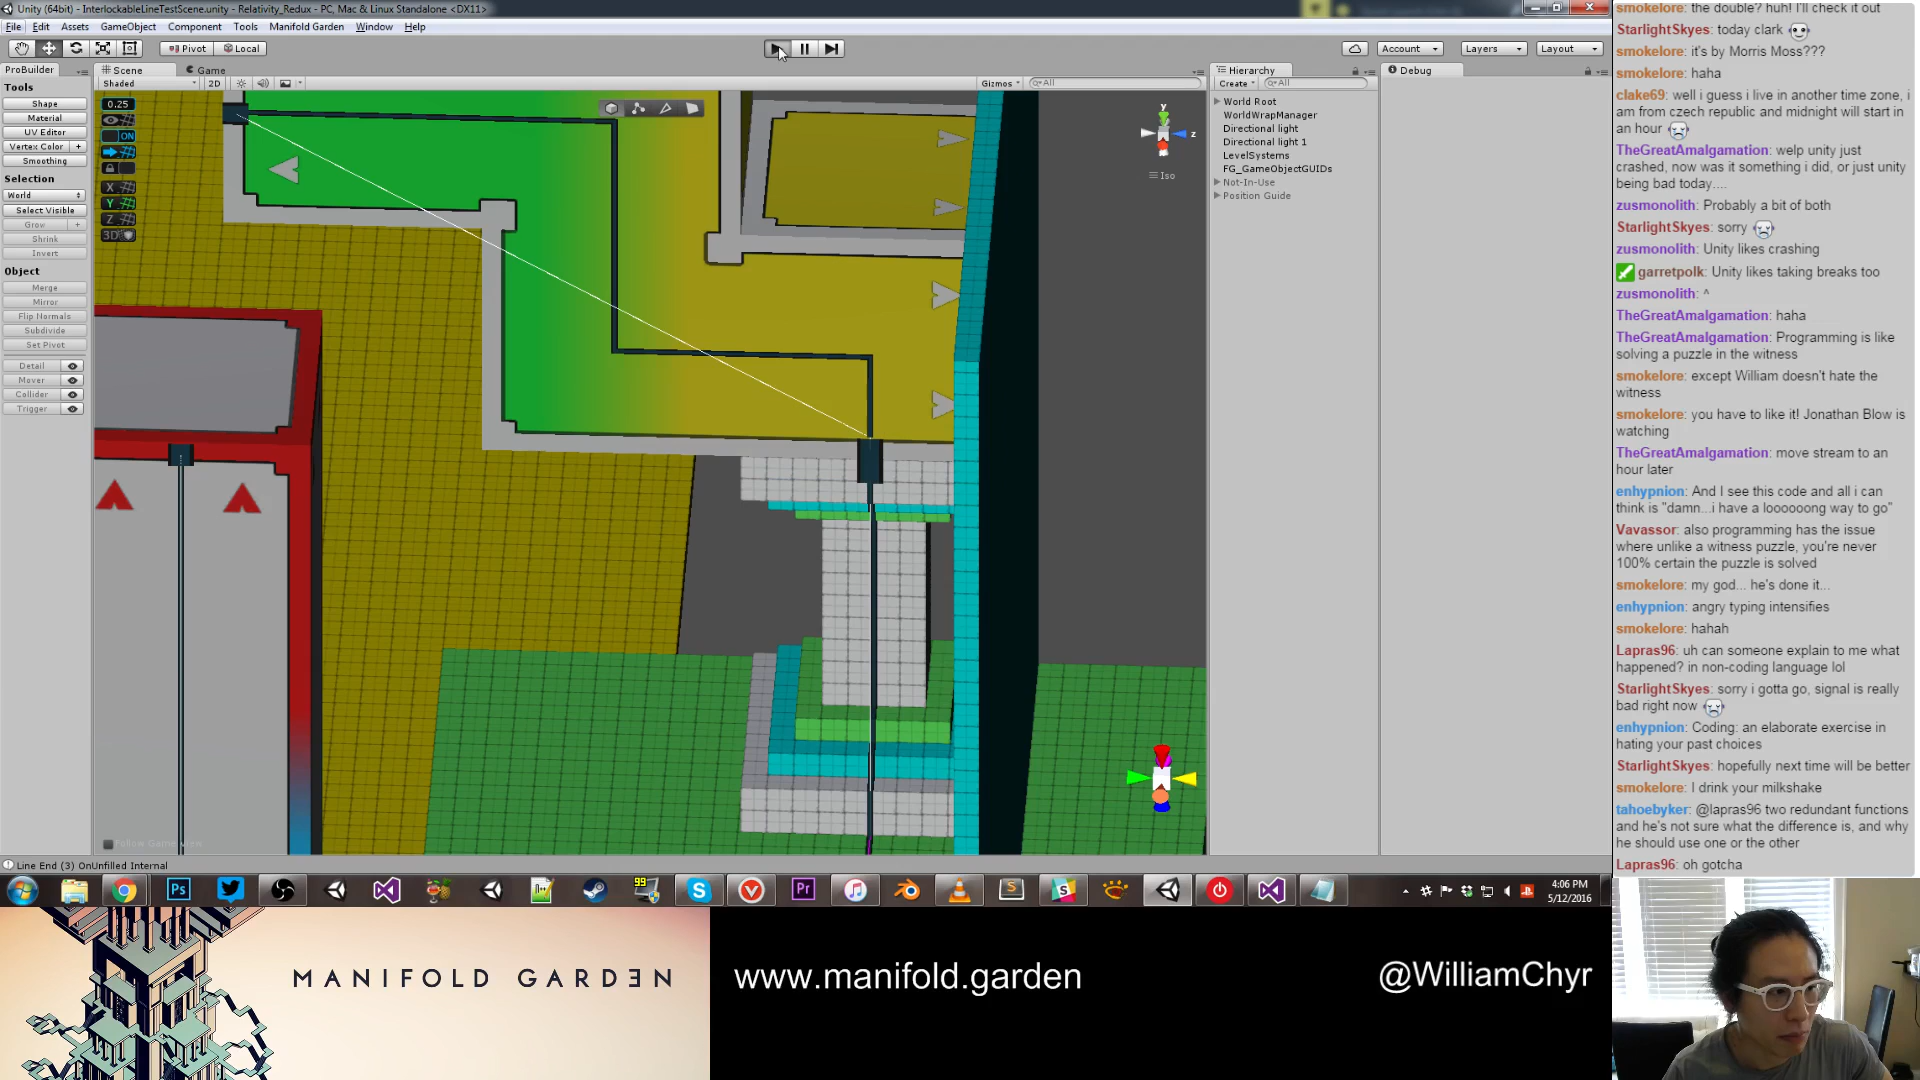 Unity (64bit) - InterlockableLineTestScene.unity - Relativity_Redux - PC, Mac & Linux Standalone <DX11>
File Edit Assets GameObject Component Tools Manifold Garden Window Help
Pivot Local Account Layers Layout
ProBuilder Scene Game Hierarchy Debug
Shaded 2D Gizmos All Create All
Tools
Shape
Material
UV Editor
Vertex Color +
Smoothing
Selection
World
Select Visible
Grow +
Shrink
Invert
Object
Merge
Mirror
Flip Normals
Subdivide
Set Pivot
Detail
Mover
Collider
Trigger
0.25
ON
X
Y
Z
3D
y
z
Iso
Follow Game View
World Root
WorldWrapManager
Directional light
Directional light 1
LevelSystems
FG_GameObjectGUIDs
Not-In-Use
Position Guide
Line End (3) OnUnfilled Internal
99
4:06 PM
5/12/2016
smokelore: the double? huh! I'll check it out
StarlightSkyes: today clark
smokelore: it's by Morris Moss???
smokelore: haha
clake69: well i guess i live in another time zone, i
am from czech republic and midnight will start in
an hour
TheGreatAmalgamation: welp unity just
crashed, now was it something i did, or just unity
being bad today....
zusmonolith: Probably a bit of both
StarlightSkyes: sorry
zusmonolith: Unity likes crashing
garretpolk: Unity likes taking breaks too
zusmonolith: ^
TheGreatAmalgamation: haha
TheGreatAmalgamation: Programming is like
solving a puzzle in the witness
smokelore: except William doesn't hate the
witness
smokelore: you have to like it! Jonathan Blow is
watching
TheGreatAmalgamation: move stream to an
hour later
enhypnion: And I see this code and all i can
think is "damn...i have a loooooong way to go"
Vavassor: also programming has the issue
where unlike a witness puzzle, you're never
100% certain the puzzle is solved
smokelore: my god... he's done it...
enhypnion: angry typing intensifies
smokelore: hahah
Lapras96: uh can someone explain to me what
happened? in non-coding language lol
StarlightSkyes: sorry i gotta go, signal is really
bad right now
enhypnion: Coding: an elaborate exercise in
hating your past choices
StarlightSkyes: hopefully next time will be better
smokelore: I drink your milkshake
tahoebyker: @lapras96 two redundant functions
and he's not sure what the difference is, and why
he should use one or the other
Lapras96: oh gotcha
MANIFOLD GARDEN
www.manifold.garden
@WilliamChyr